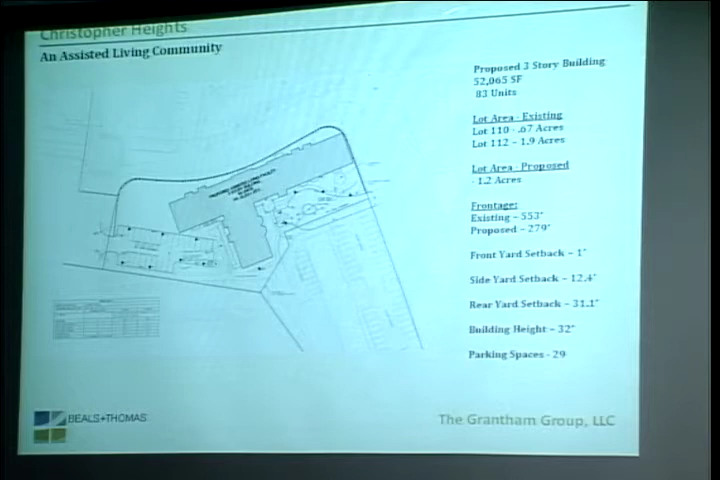 Christopher Heights
An Assisted Living Community
Proposed 3 Story Building
52,065 SF
83 Units
Lot Area - Existing
Lot 110 - .67 Acres
Lot 112 - 1.9 Acres
Lot Area - Proposed
- 1.2 Acres
Frontage:
Existing - 553'
Proposed - 279'
Front Yard Setback - 1'
Side Yard Setback - 12.4'
Rear Yard Setback - 31.1'
Building Height - 32'
Parking Spaces - 29
BEALS+THOMAS
The Grantham Group, LLC